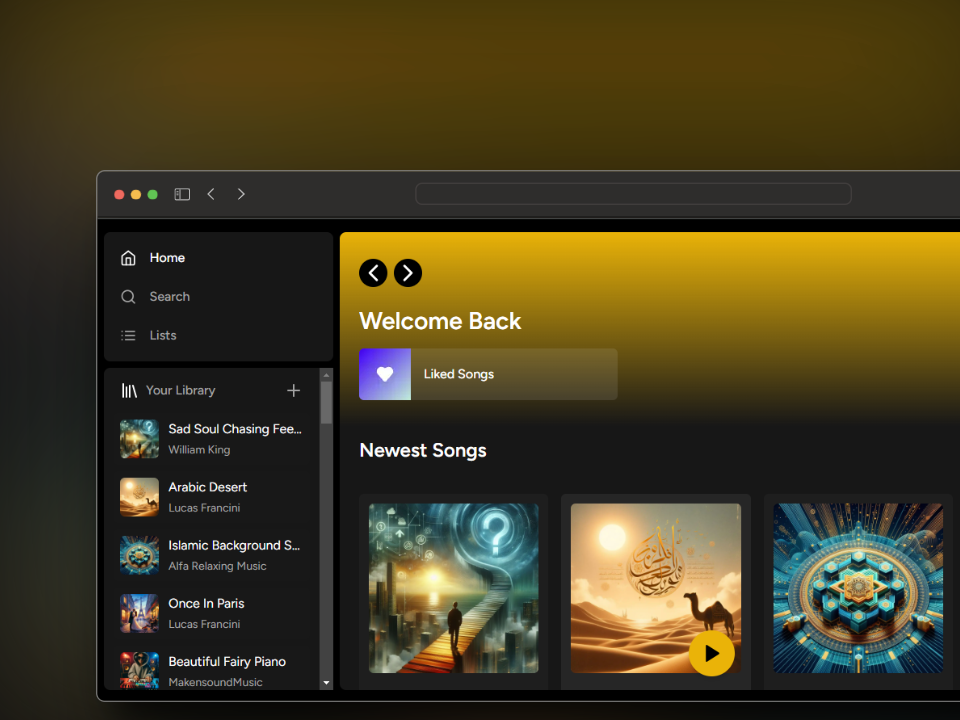 Home
Search
Lists
Your Library
Sad Soul Chasing Fee...
William King
Arabic Desert
Lucas Francini
Islamic Background S...
Alfa Relaxing Music
Once In Paris
Lucas Francini
Beautiful Fairy Piano
MakensoundMusic
Welcome Back
Liked Songs
Newest Songs
?